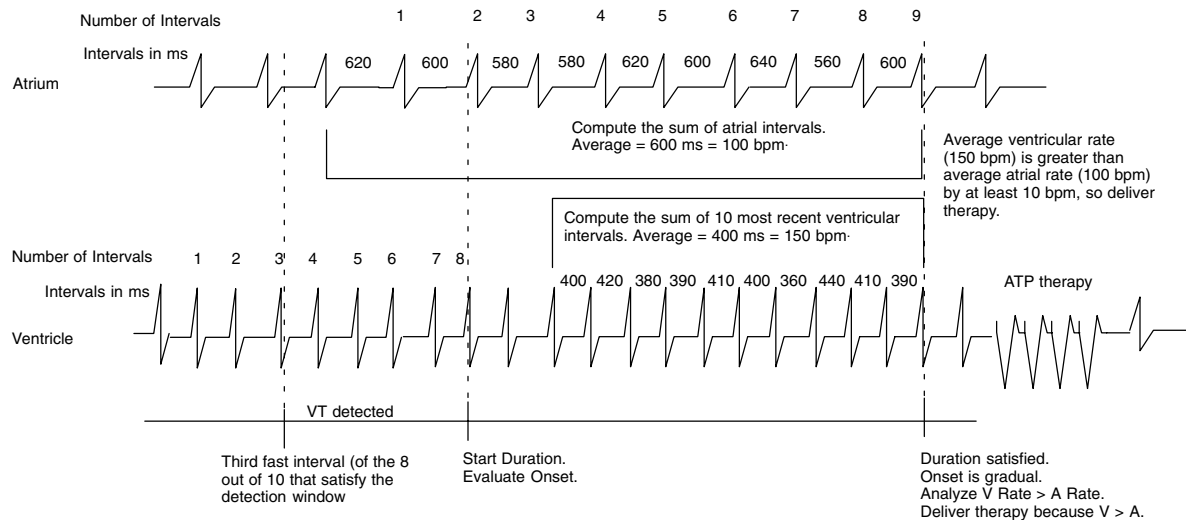 Number of Intervals 1 2 3 4 5 6 7 8 9
Intervals in ms 620 600 580 580 620 600 640 560 600
Atrium
Compute the sum of atrial intervals.
Average = 600 ms = 100 bpm.
Average ventricular rate
(150 bpm) is greater than
average atrial rate (100 bpm)
by at least 10 bpm, so deliver
therapy.
Compute the sum of 10 most recent ventricular
intervals. Average = 400 ms = 150 bpm.
Number of Intervals 1 2 3 4 5 6 7 8
Intervals in ms 400 420 380 390 410 400 360 440 410 390 ATP therapy
Ventricle
VT detected
Third fast interval (of the 8
out of 10 that satisfy the
detection window
Start Duration.
Evaluate Onset.
Duration satisfied.
Onset is gradual.
Analyze V Rate > A Rate.
Deliver therapy because V > A.